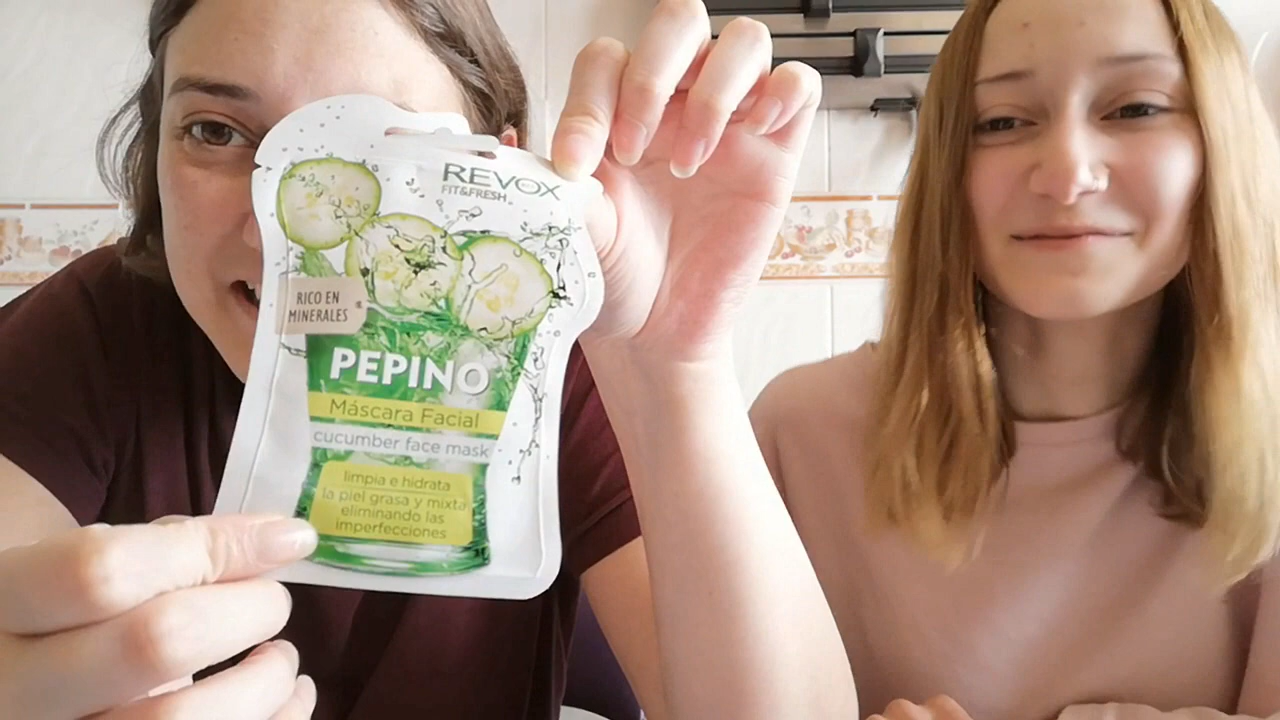 REVOX
FIT&FRESH
RICO EN
MINERALES
PEPINO
Máscara Facial
cucumber face mask
limpia e hidrata
la piel grasa y mixta
eliminando las
imperfecciones